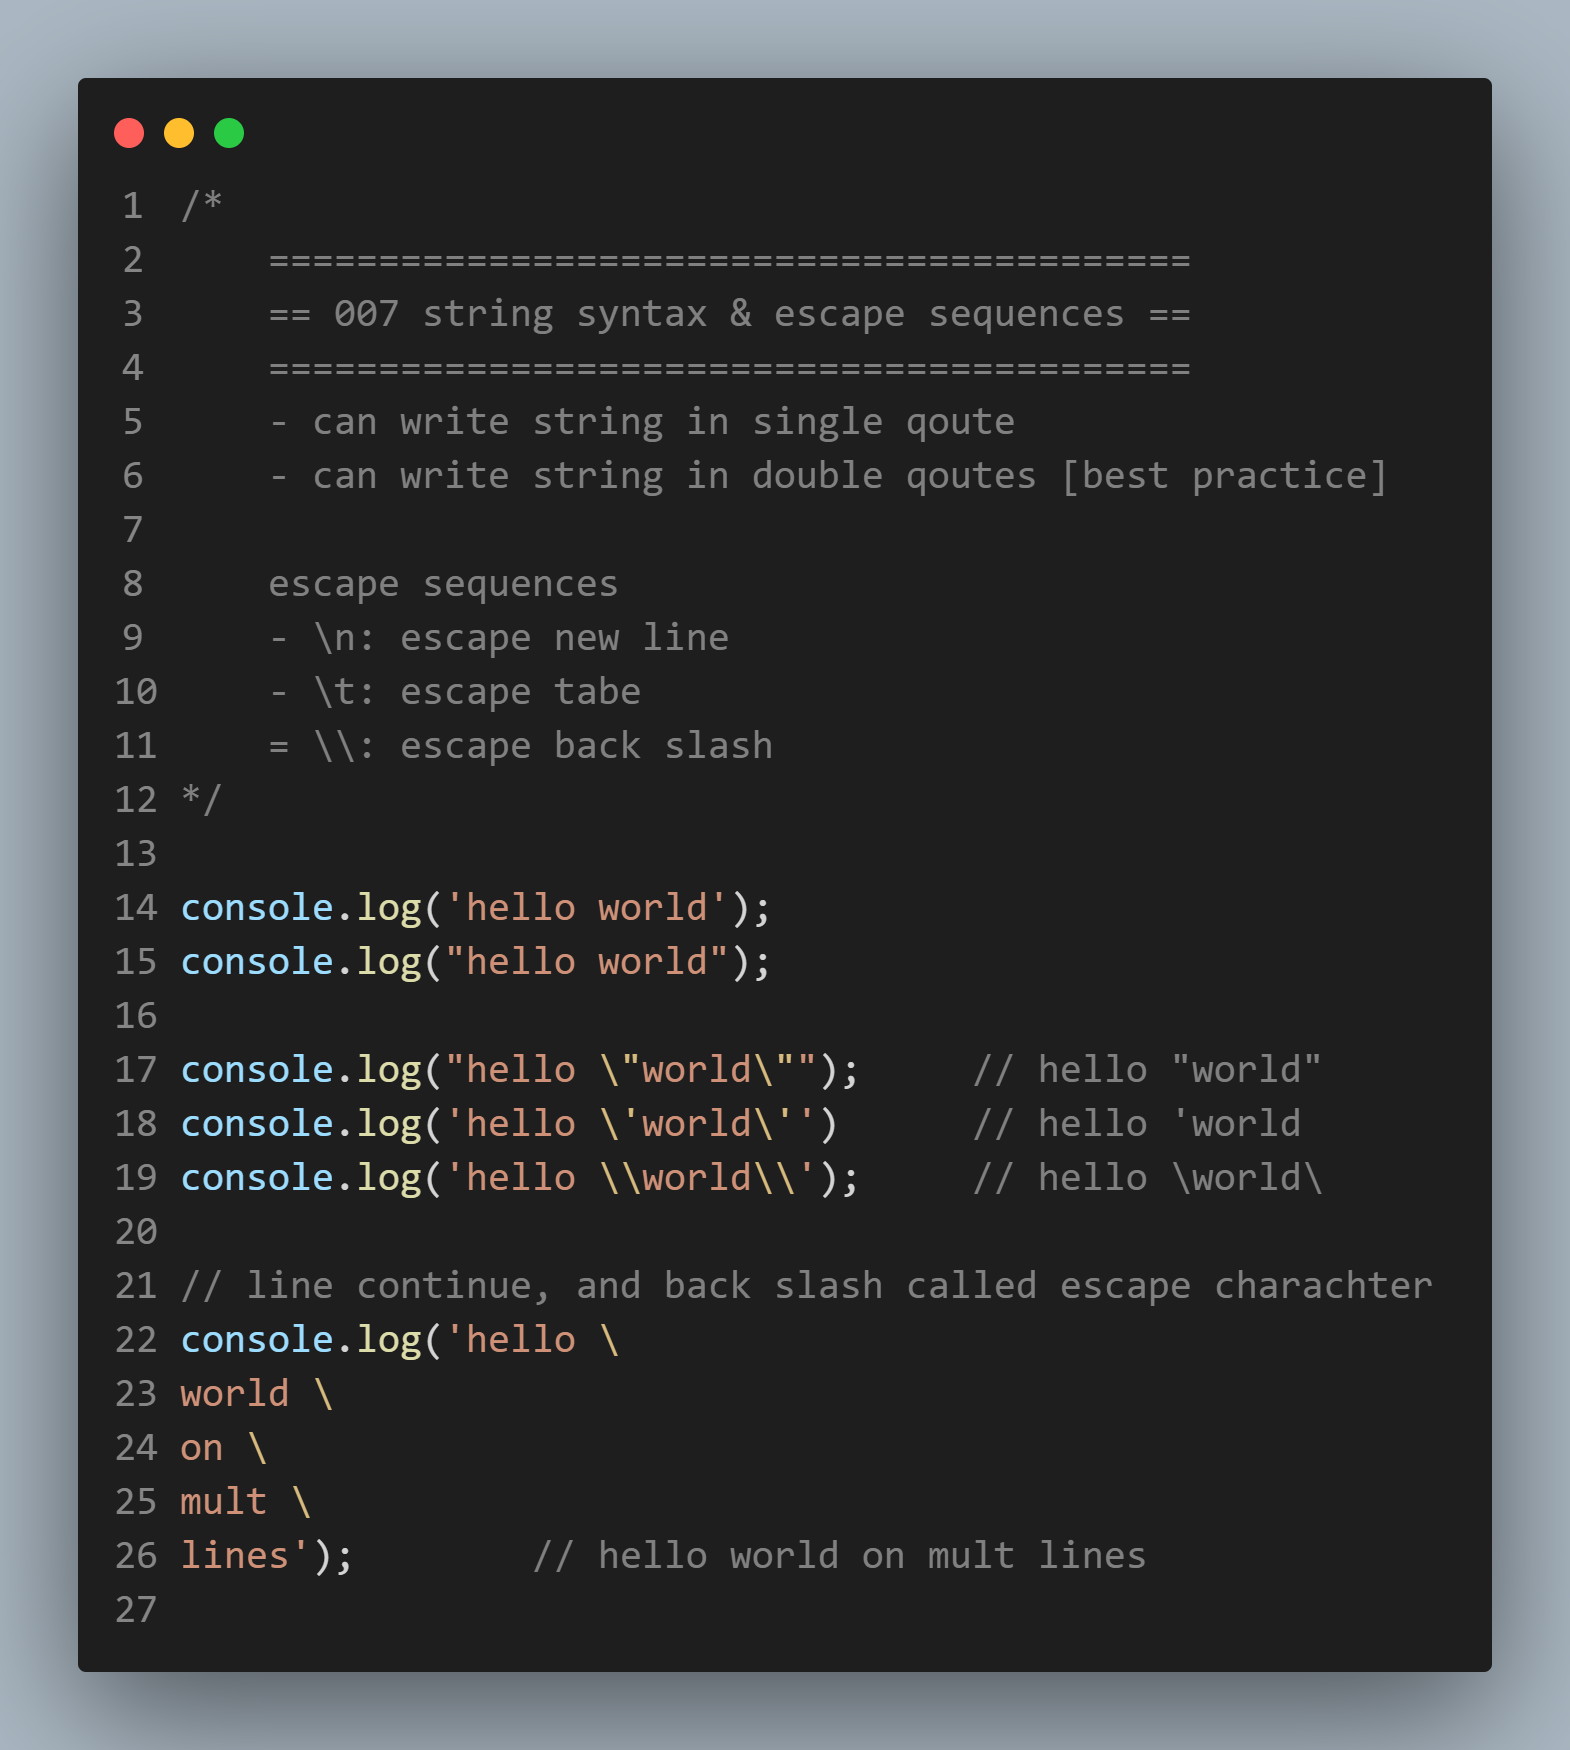 1 /*
2     ==========================================
3     == 007 string syntax & escape sequences ==
4     ==========================================
5     - can write string in single qoute
6     - can write string in double qoutes [best practice]
7
8     escape sequences
9     - \n: escape new line
10     - \t: escape tabe
11     = \\: escape back slash
12 */
13
14 console.log('hello world');
15 console.log("hello world");
16
17 console.log("hello \"world\"");     // hello "world"
18 console.log('hello \'world\'')      // hello 'world
19 console.log('hello \\world\\');     // hello \world\
20
21 // line continue, and back slash called escape charachter
22 console.log('hello \
23 world \
24 on \
25 mult \
26 lines');        // hello world on mult lines
27